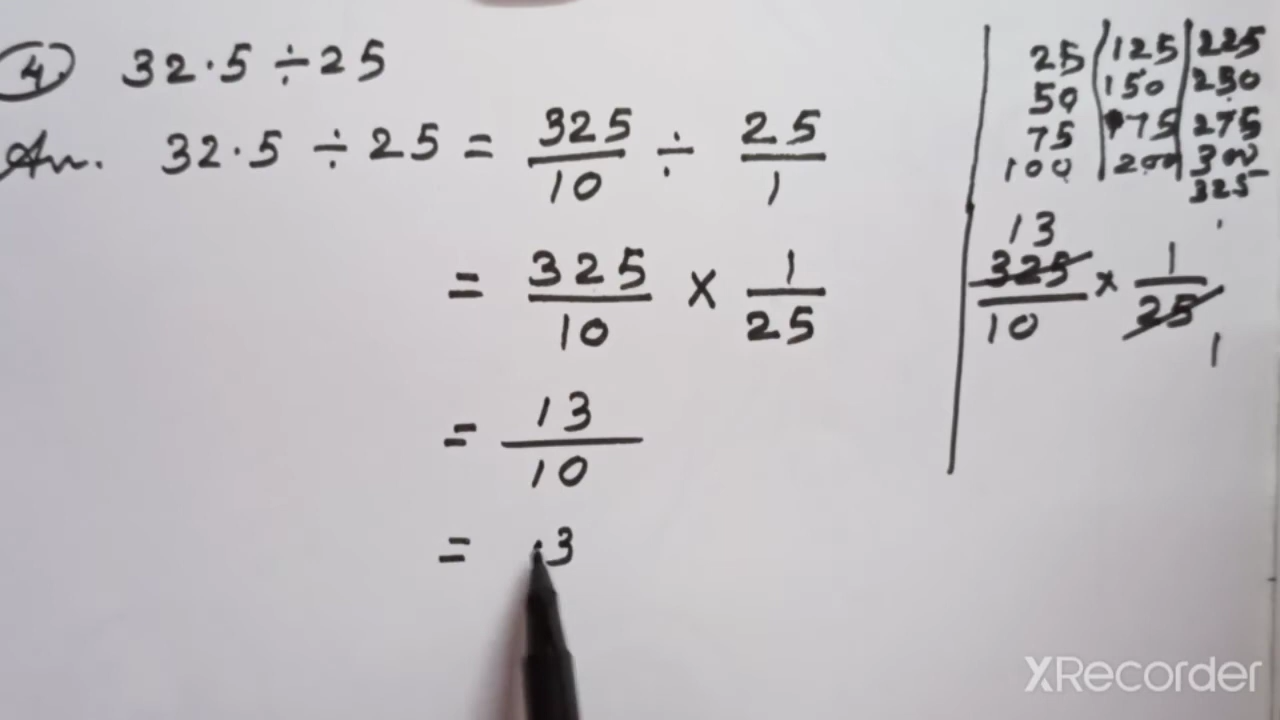 4. 32.5 ÷ 25
An. 32.5 ÷ 25 = 325/10 ÷ 25/1
= 325/10 × 1/25
= 13/10
= .3
25 | 125 | 225
50 | 150 | 250
75 | 175 | 275
100 | 200 | 300
325
13
325/10 × 1/25
1
XRecorder